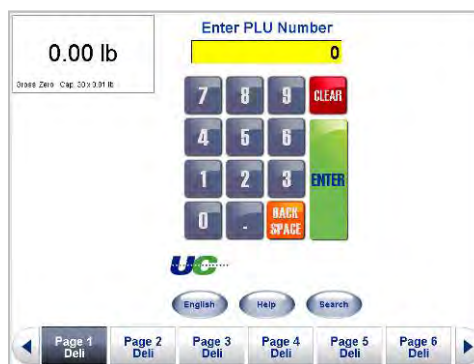 Enter PLU Number
0.00 lb
0
Gross Zero Cap 30 x 0.01 lb
7 8 9 CLEAR
4 5 6
1 2 3 ENTER
0 . BACK
SPACE
UC
English Help Search
Page 1 Page 2 Page 3 Page 4 Page 5 Page 6
Deli Deli Deli Deli Deli Deli